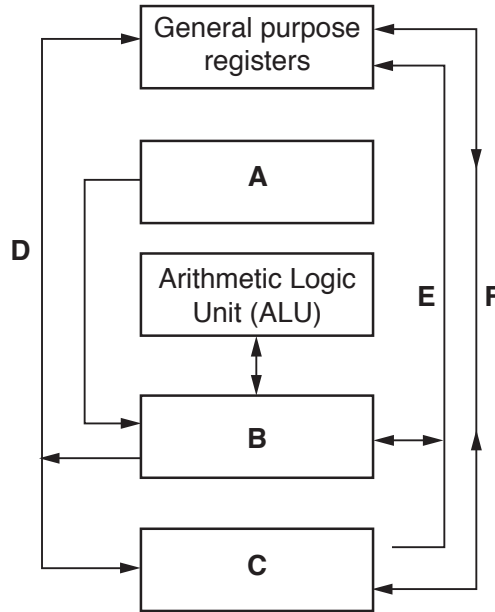 General purpose
registers
A
D
Arithmetic Logic
Unit (ALU)
E
F
B
C